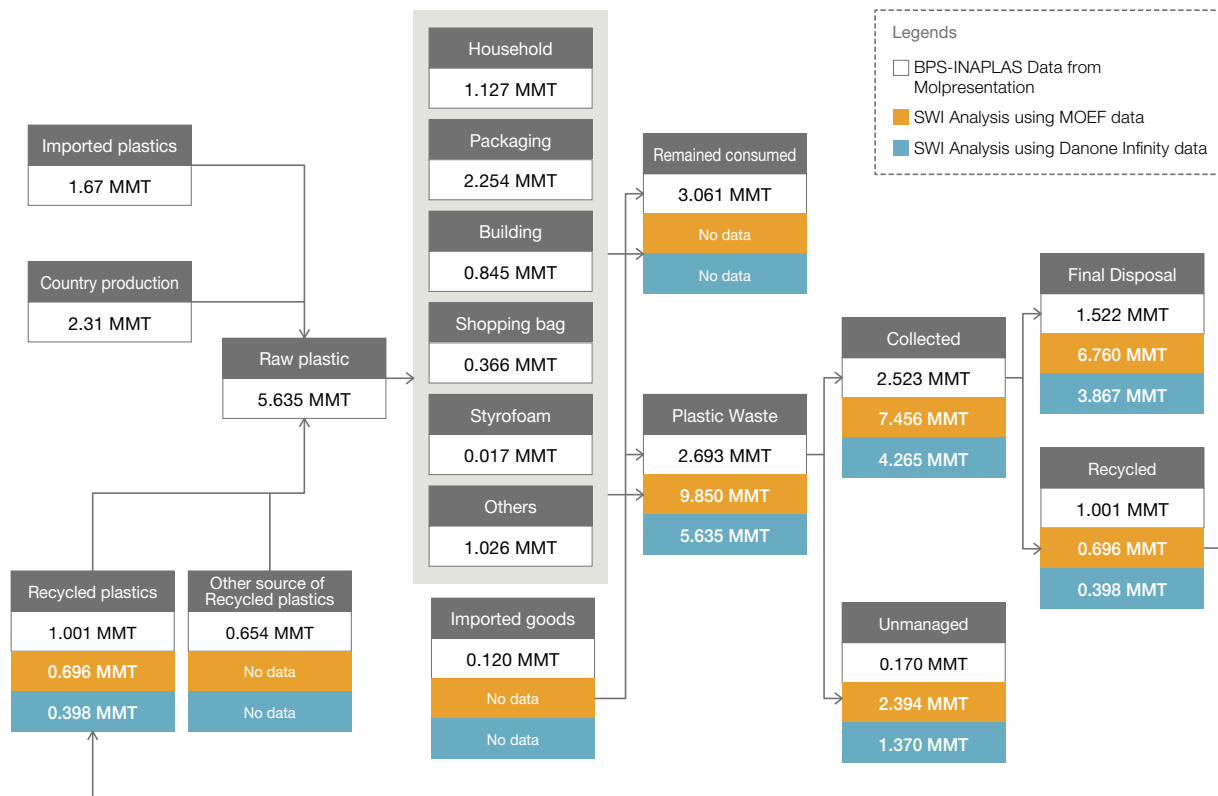 Legends
BPS-INAPLAS Data from
Molpresentation
SWI Analysis using MOEF data
SWI Analysis using Danone Infinity data
Imported plastics
1.67 MMT
Country production
2.31 MMT
Raw plastic
5.635 MMT
Recycled plastics
1.001 MMT
0.696 MMT
0.398 MMT
Other source of
Recycled plastics
0.654 MMT
No data
No data
Household
1.127 MMT
Packaging
2.254 MMT
Building
0.845 MMT
Shopping bag
0.366 MMT
Styrofoam
0.017 MMT
Others
1.026 MMT
Imported goods
0.120 MMT
No data
No data
Remained consumed
3.061 MMT
No data
No data
Plastic Waste
2.693 MMT
9.850 MMT
5.635 MMT
Collected
2.523 MMT
7.456 MMT
4.265 MMT
Unmanaged
0.170 MMT
2.394 MMT
1.370 MMT
Final Disposal
1.522 MMT
6.760 MMT
3.867 MMT
Recycled
1.001 MMT
0.696 MMT
0.398 MMT